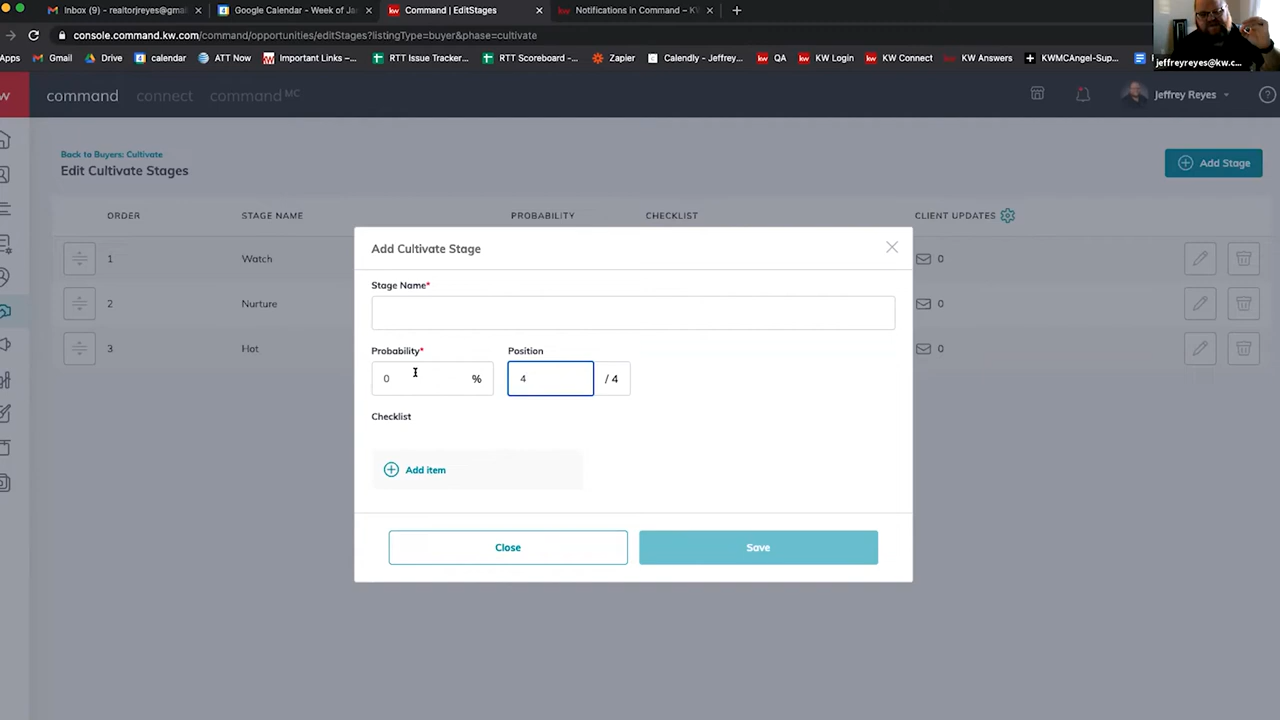 Inbox (9) - realtorjreyes@gmai
Google Calendar - Week of Ja
Command | EditStages
Notifications in Command – K
console.command.kw.com/command/opportunities/editStages?listingType=buyer&phase=cultivate
Gmail
Drive
calendar
ATT Now
Important Links –...
RTT Issue Tracker...
RTT Scoreboard -...
Zapier
Calendly - Jeffrey...
QA
KW Login
KW Connect
KW Answers
KWMCAngel-Sup...
jeffreyreyes@kw.c...
w
command
connect
command MC
Jeffrey Reyes
Back to Buyers: Cultivate
Edit Cultivate Stages
Add Stage
ORDER STAGE NAME PROBABILITY CHECKLIST CLIENT UPDATES
1 Watch 0
2 Nurture 0
3 Hot 0
Add Cultivate Stage
Stage Name*
Probability* Position
0 % 4 / 4
Checklist
Add item
Close Save